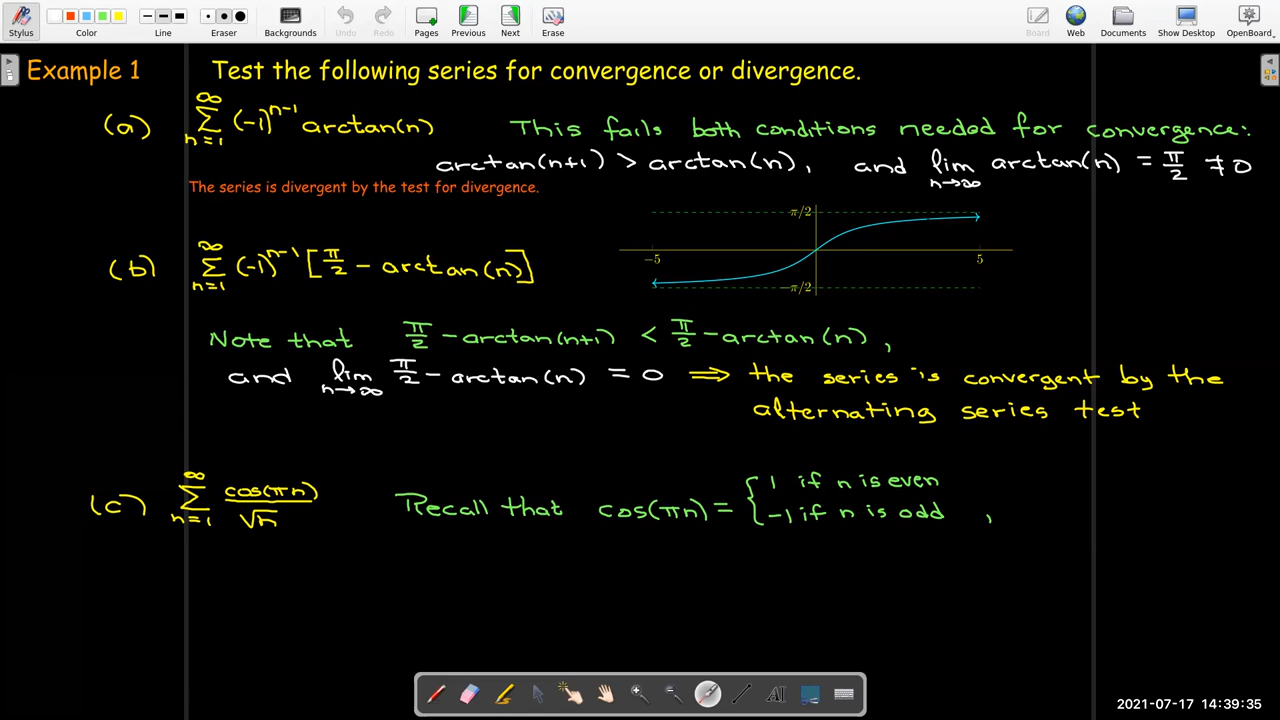 Stylus Color Line Eraser Backgrounds Undo Redo Pages Previous Next Erase Board Web Documents Show Desktop OpenBoard
Example 1 Test the following series for convergence or divergence.
(a) ∞ Σ n=1 (-1)^{n-1} arctan(n) This fails both conditions needed for convergence:
arctan(n+1) > arctan(n), and lim n→∞ arctan(n) = π/2 ≠ 0
The series is divergent by the test for divergence.
π/2
−5 5
−π/2
(b) ∞ Σ n=1 (-1)^{n-1} [π/2 - arctan(n)]
Note that π/2 - arctan(n+1) < π/2 - arctan(n),
and lim n→∞ π/2 - arctan(n) = 0 ⟹ the series is convergent by the
alternating series test
(c) ∞ Σ n=1 cos(πn)/√n Recall that cos(πn) = { 1 if n is even
-1 if n is odd ,
AI
2021-07-17 14:39:35